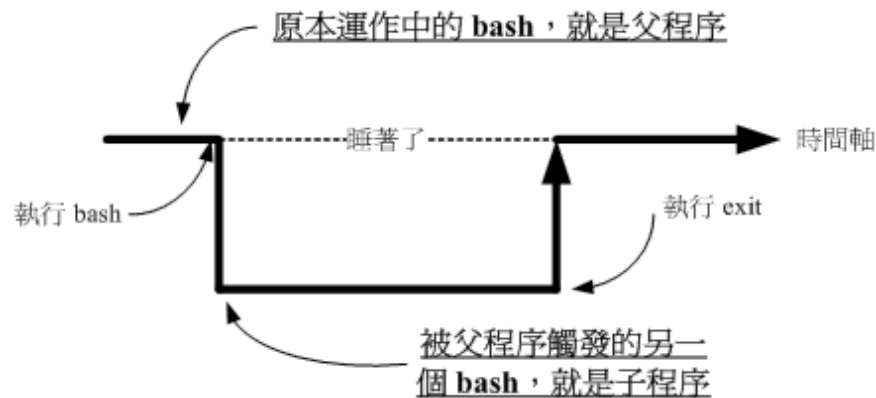 原本運作中的 bash，就是父程序
睡著了
時間軸
執行 bash
執行 exit
被父程序觸發的另一
個 bash，就是子程序